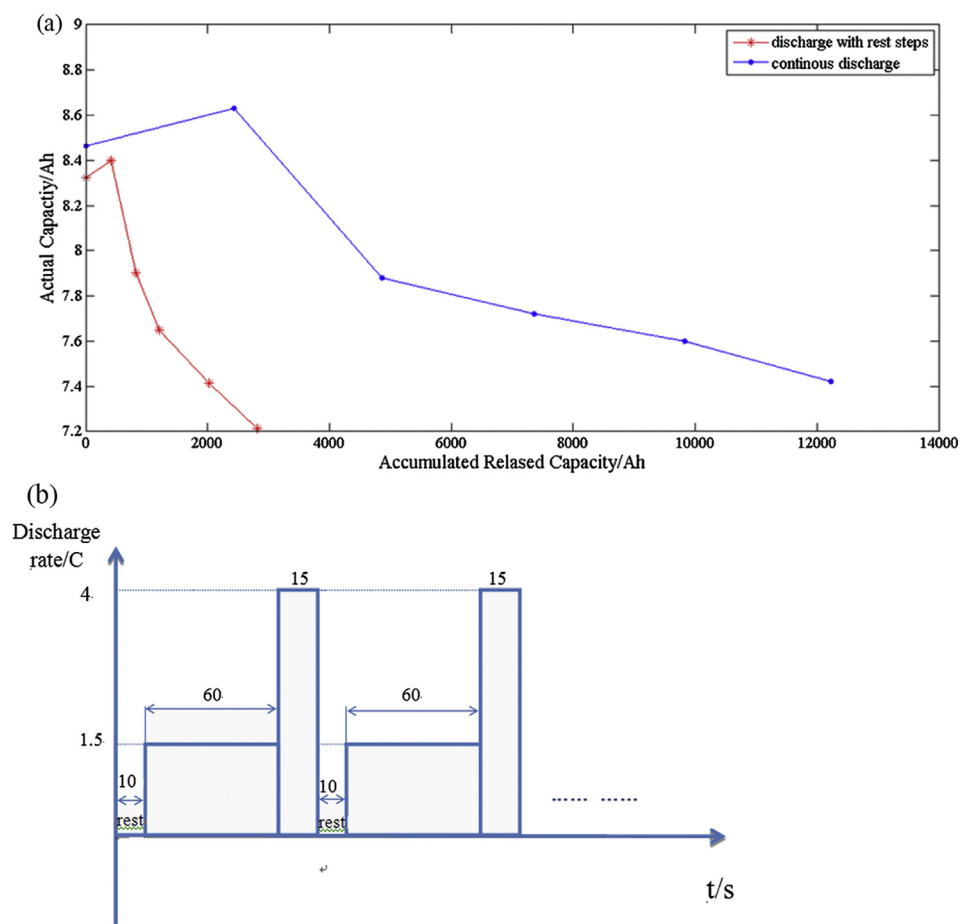 (a)
9
8.8
8.6
8.4
8.2
8
7.8
7.6
7.4
7.2
Actual Capactiy/Ah
discharge with rest steps
continous discharge
0 2000 4000 6000 8000 10000 12000 14000
Accumulated Relased Capacity/Ah
(b)
Discharge
rate/C
4.
1.5.
15
15
60.
60.
10
10
rest
rest
...... ......
t/s